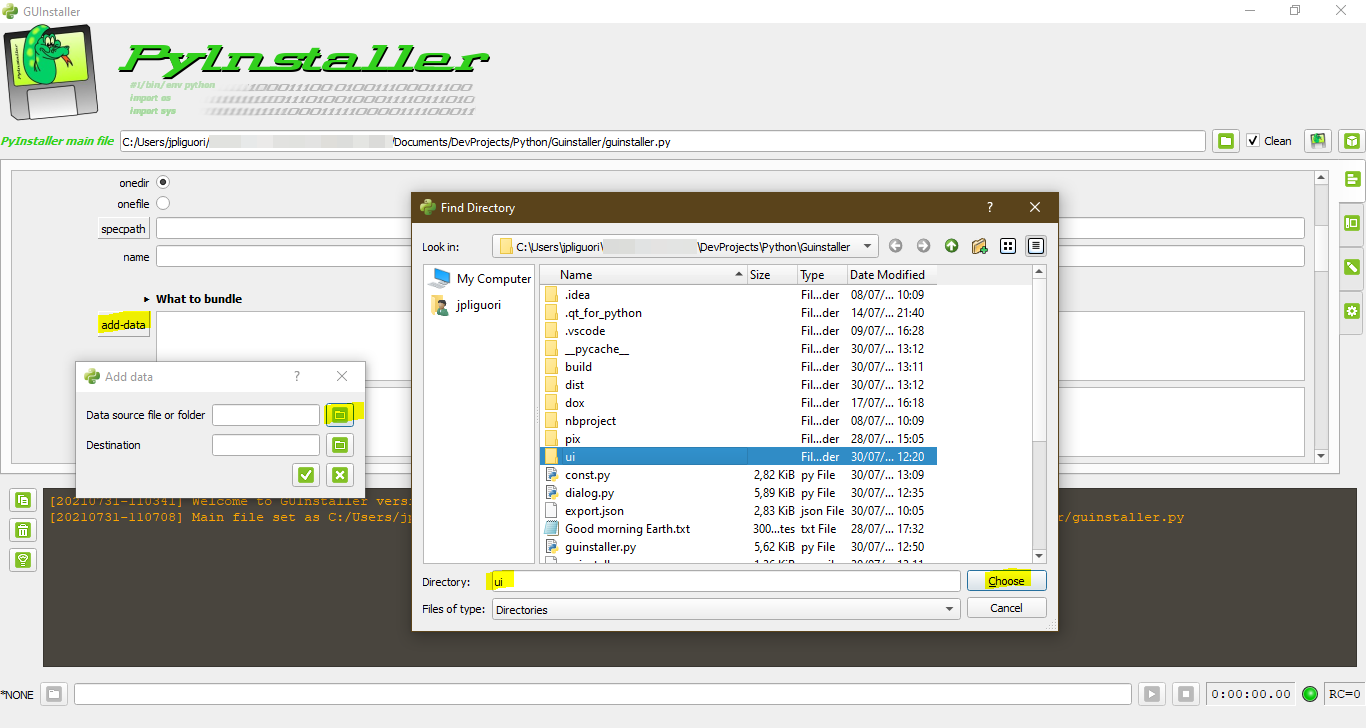 GUInstaller
PyInstaller
#!/bin/env python
import os
import sys
PyInstaller main file C:/Users/jpliguori/ /Documents/DevProjects/Python/Guinstaller/guinstaller.py Clean
onedir
onefile
specpath
name
What to bundle
add-data
Add data ?
Data source file or folder
Destination
Find Directory ?
Look in: C:\Users\jpliguori\ \DevProjects\Python\Guinstaller
My Computer
jpliguori
Name Size Type Date Modified
.idea Fil...der 08/07/... 10:09
.qt_for_python Fil...der 14/07/... 21:40
.vscode Fil...der 09/07/... 16:28
__pycache__ Fil...der 30/07/... 13:12
build Fil...der 30/07/... 13:11
dist Fil...der 30/07/... 13:12
dox Fil...der 17/07/... 16:18
nbproject Fil...der 08/07/... 10:09
pix Fil...der 28/07/... 15:05
ui Fil...der 30/07/... 12:20
const.py 2,82 KiB py File 30/07/... 13:09
dialog.py 5,89 KiB py File 30/07/... 12:35
export.json 2,83 KiB json File 30/07/... 10:05
Good morning Earth.txt 300...tes txt File 28/07/... 17:32
guinstaller.py 5,62 KiB py File 30/07/... 12:50
Directory: ui Choose
Files of type: Directories Cancel
[20210731-110341] Welcome to GUInstaller versi
[20210731-110708] Main file set as C:/Users/jp r/guinstaller.py
*NONE 0:00:00.00 RC=0